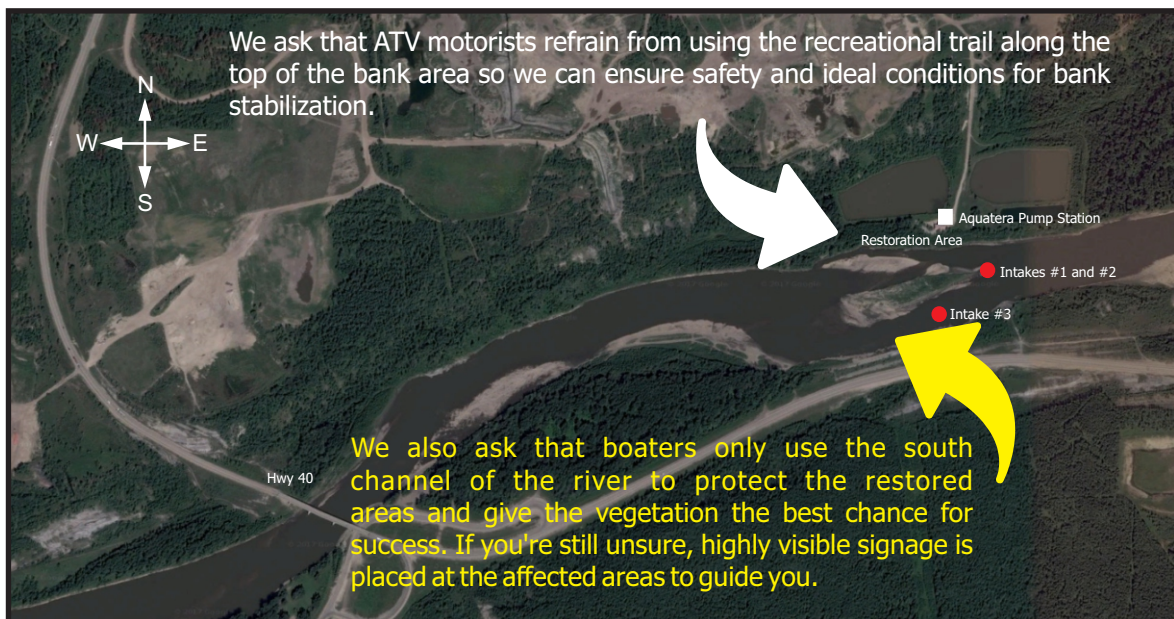 We ask that ATV motorists refrain from using the recreational trail along the
top of the bank area so we can ensure safety and ideal conditions for bank
stabilization.
N
W
E
S
Aquatera Pump Station
Restoration Area
Intakes #1 and #2
Intake #3
We also ask that boaters only use the south
channel of the river to protect the restored
areas and give the vegetation the best chance for
success. If you're still unsure, highly visible signage is
placed at the affected areas to guide you.
Hwy 40